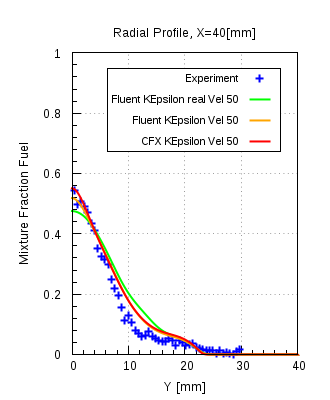 Radial Profile, X=40[mm]
1
Experiment
Fluent KEpsilon real Vel 50
0.8
Fluent KEpsilon Vel 50
CFX KEpsilon Vel 50
Mixture Fraction Fuel
0.6
0.4
0.2
0
0 10 20 30 40
Y [mm]